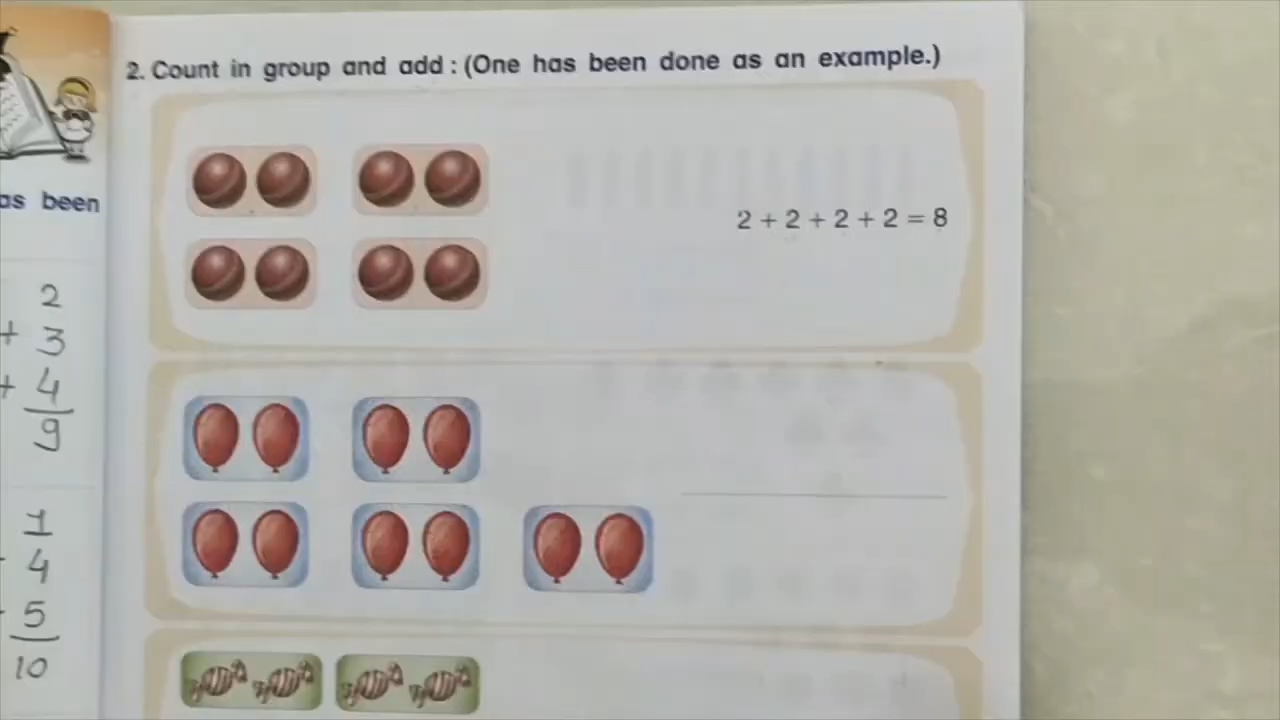 2. Count in group and add : (One has been done as an example.)
2 + 2 + 2 + 2 = 8
as been
2
+ 3
+ 4
9
1
4
5
10